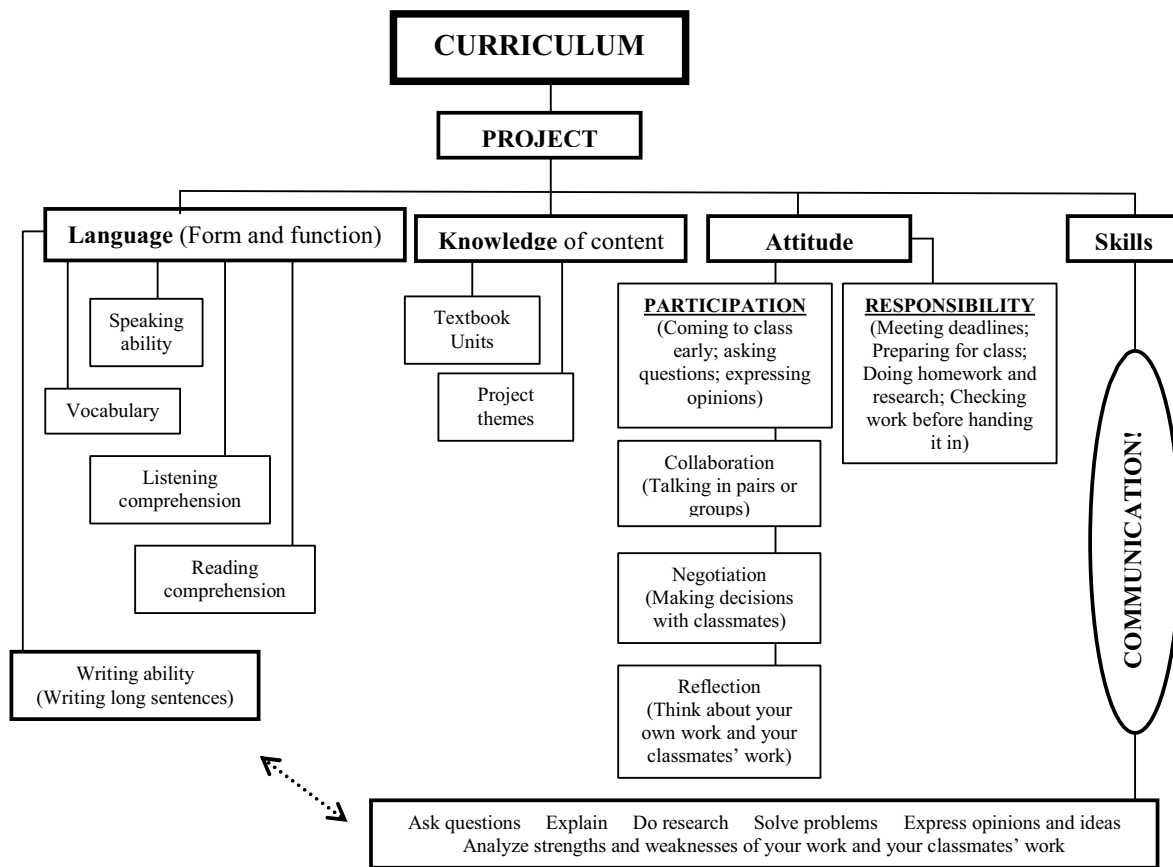 CURRICULUM
PROJECT
Language (Form and function)
Knowledge of content
Attitude
Skills
Speaking
ability
Vocabulary
Listening
comprehension
Reading
comprehension
Writing ability
(Writing long sentences)
Textbook
Units
Project
themes
PARTICIPATION
(Coming to class
early; asking
questions; expressing
opinions)
Collaboration
(Talking in pairs or
groups)
Negotiation
(Making decisions
with classmates)
Reflection
(Think about your
own work and your
classmates’ work)
RESPONSIBILITY
(Meeting deadlines;
Preparing for class;
Doing homework and
research; Checking
work before handing
it in)
COMMUNICATION!
Ask questions Explain Do research Solve problems Express opinions and ideas
Analyze strengths and weaknesses of your work and your classmates’ work